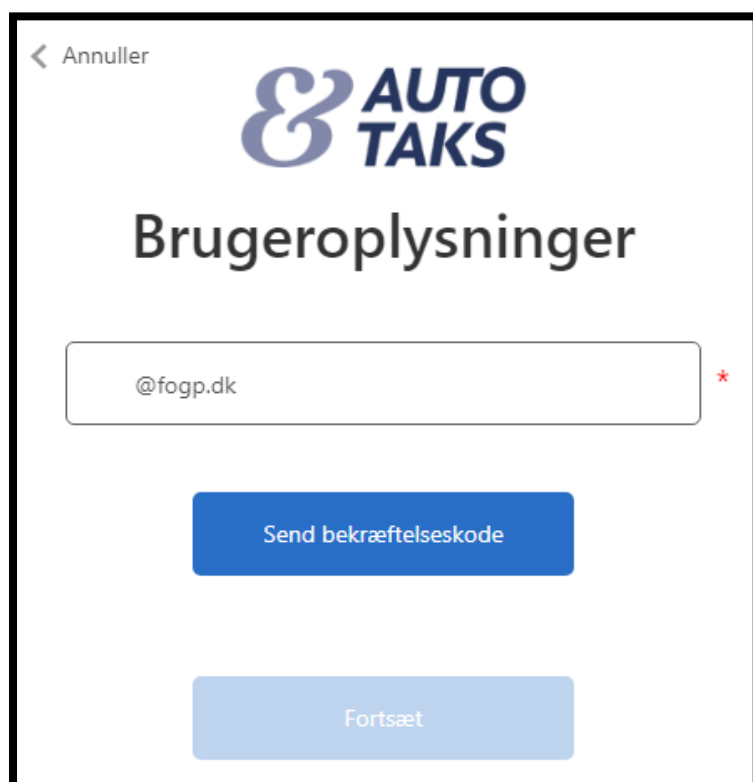 Annuller
& AUTO
TAKS
Brugeroplysninger
@fogp.dk *
Send bekræftelseskode
Fortsæt